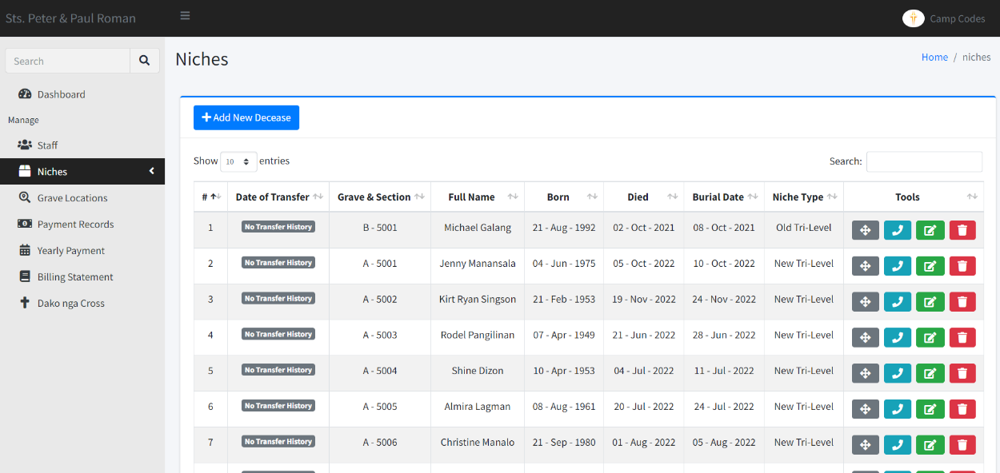 Sts. Peter & Paul Roman
Camp Codes
Search
Dashboard
Manage
Staff
Niches
Grave Locations
Payment Records
Yearly Payment
Billing Statement
Dako nga Cross
Niches
Home / niches
Add New Decease
Show 10 entries
Search:
# Date of Transfer Grave & Section Full Name Born Died Burial Date Niche Type Tools
1 No Transfer History B - 5001 Michael Galang 21 - Aug - 1992 02 - Oct - 2021 08 - Oct - 2021 Old Tri-Level
2 No Transfer History A - 5001 Jenny Manansala 04 - Jun - 1975 05 - Oct - 2022 10 - Oct - 2022 New Tri-Level
3 No Transfer History A - 5002 Kirt Ryan Singson 21 - Feb - 1953 19 - Nov - 2022 24 - Nov - 2022 New Tri-Level
4 No Transfer History A - 5003 Rodel Pangilinan 07 - Apr - 1949 21 - Jun - 2022 28 - Jun - 2022 New Tri-Level
5 No Transfer History A - 5004 Shine Dizon 10 - Apr - 1953 04 - Jul - 2022 11 - Jul - 2022 New Tri-Level
6 No Transfer History A - 5005 Almira Lagman 08 - Aug - 1961 20 - Jul - 2022 24 - Jul - 2022 New Tri-Level
7 No Transfer History A - 5006 Christine Manalo 21 - Sep - 1980 01 - Aug - 2022 05 - Aug - 2022 New Tri-Level